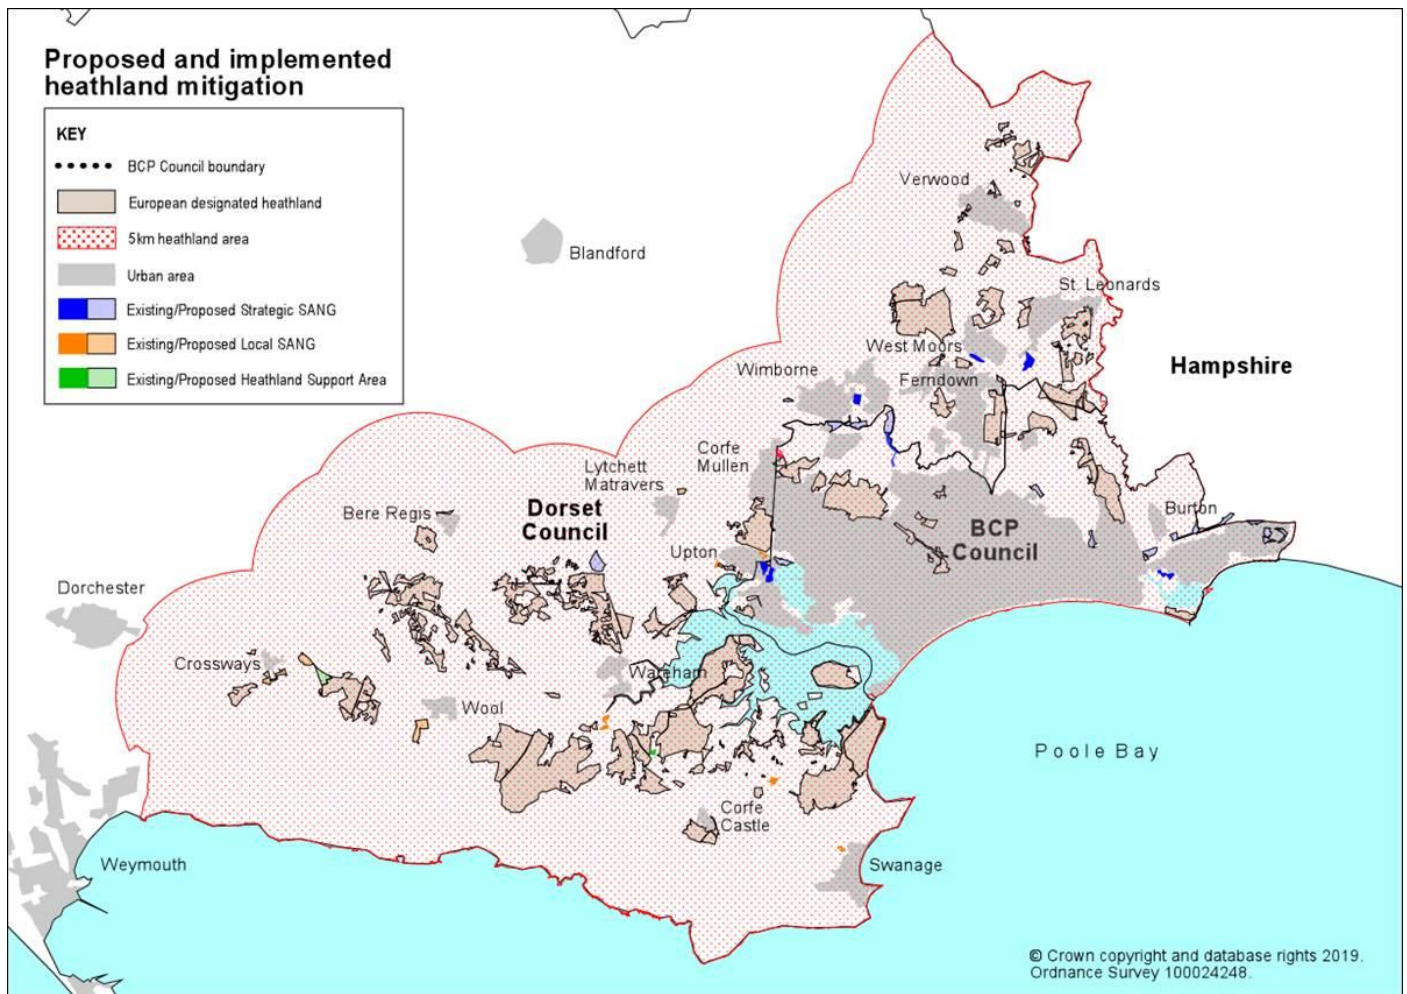 Proposed and implemented
heathland mitigation
KEY
BCP Council boundary
European designated heathland
5km heathland area
Urban area
Existing/Proposed Strategic SANG
Existing/Proposed Local SANG
Existing/Proposed Heathland Support Area
Verwood
Blandford
St. Leonards
West Moors
Hampshire
Wimborne
Ferndown
Corfe
Mullen
Lytchett
Matravers
Dorset
Council
Bere Regis
Burton
BCP
Council
Upton
Dorchester
Crossways
Wareham
Wool
Poole Bay
Corfe
Castle
Weymouth
Swanage
© Crown copyright and database rights 2019.
Ordnance Survey 100024248.